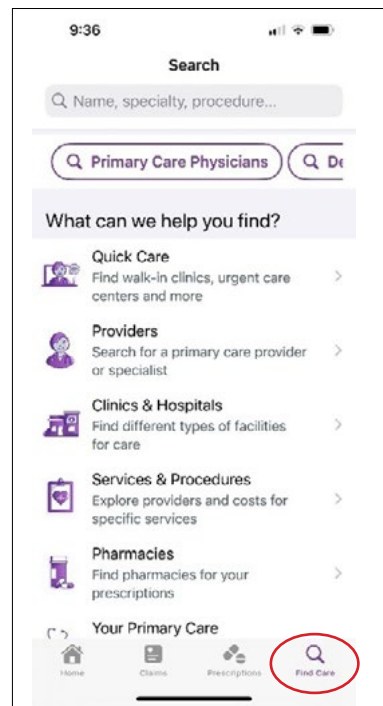 9:36
Search
Name, specialty, procedure...
Primary Care Physicians
De
What can we help you find?
Quick Care
Find walk-in clinics, urgent care
centers and more
Providers
Search for a primary care provider
or specialist
Clinics & Hospitals
Find different types of facilities
for care
Services & Procedures
Explore providers and costs for
specific services
Pharmacies
Find pharmacies for your
prescriptions
Your Primary Care
Home Claims Prescriptions Find Care